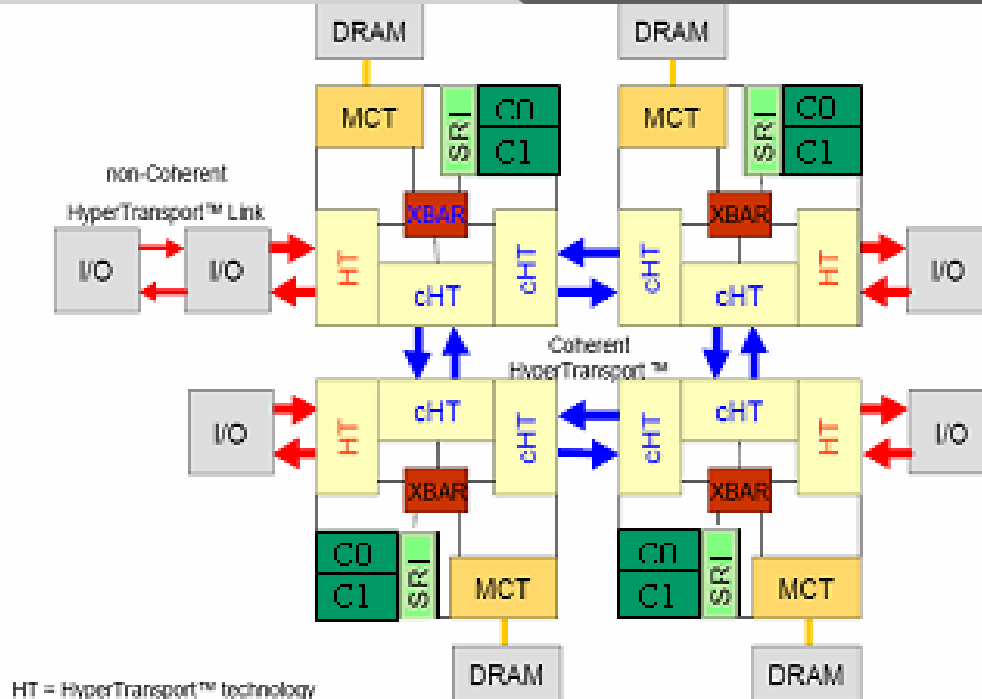 DRAM
DRAM
MCT
SRI
C0
C1
MCT
SRI
C0
C1
non-Coherent
HyperTransport™ Link
XBAR
XBAR
I/O
I/O
HT
cHT
cHT
cHT
cHT
HT
I/O
Coherent
HyperTransport ™
I/O
HT
cHT
cHT
cHT
cHT
HT
I/O
XBAR
XBAR
C0
C1
SRI
MCT
C0
C1
SRI
MCT
DRAM
DRAM
HT = HyperTransport™ technology